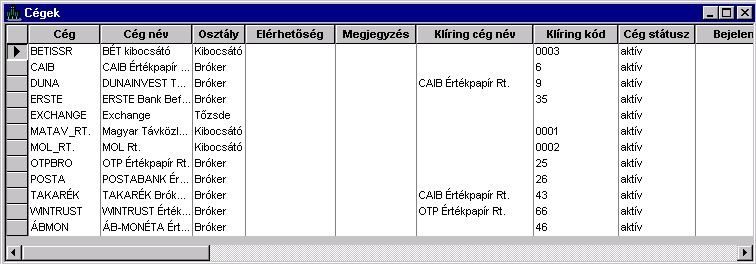 Cégek
Cég Cég név Osztály Elérhetőség Megjegyzés Klíring cég név Klíring kód Cég státusz Bejelen
BETISSR BÉT kibocsátó Kibocsátó 0003 aktív
CAIB CAIB Értékpapír ... Bróker 6 aktív
DUNA DUNAINVEST T... Bróker CAIB Értékpapír Rt. 9 aktív
ERSTE ERSTE Bank Bef... Bróker 35 aktív
EXCHANGE Exchange Tőzsde aktív
MATAV_RT. Magyar Távközl... Kibocsátó 0001 aktív
MOL_RT. MOL Rt. Kibocsátó 0002 aktív
OTPBRO OTP Értékpapír Rt. Bróker 25 aktív
POSTA POSTABANK Ér... Bróker 26 aktív
TAKARÉK TAKARÉK Brók... Bróker CAIB Értékpapír Rt. 43 aktív
WINTRUST WINTRUST Érték... Bróker OTP Értékpapír Rt. 66 aktív
ÁBMON ÁB-MONÉTA Ért... Bróker 46 aktív